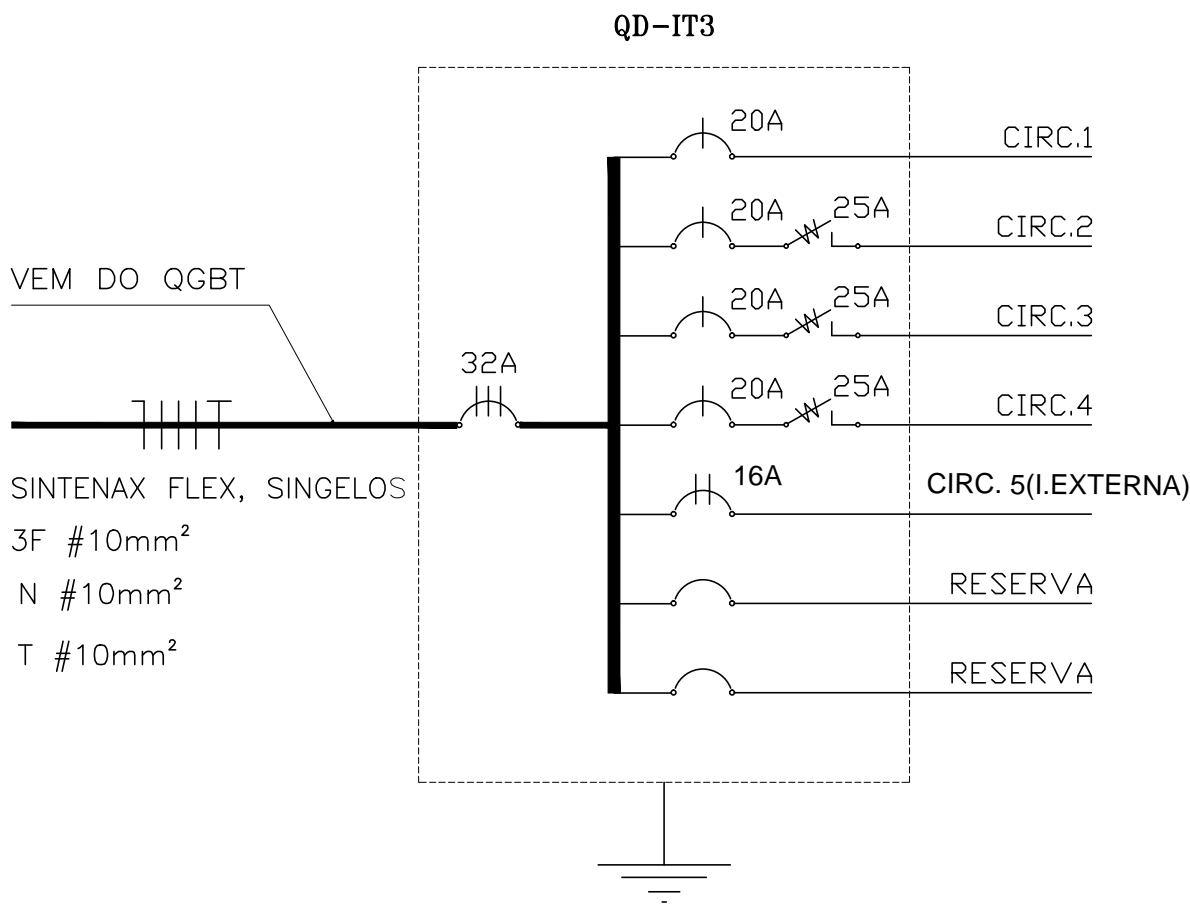 QD-IT3
20A
CIRC.1
20A
25A
CIRC.2
VEM DO QGBT
20A
25A
CIRC.3
32A
20A
25A
CIRC.4
16A
CIRC. 5(I.EXTERNA)
SINTENAX FLEX, SINGELOS
3F #10mm²
N #10mm²
T #10mm²
RESERVA
RESERVA